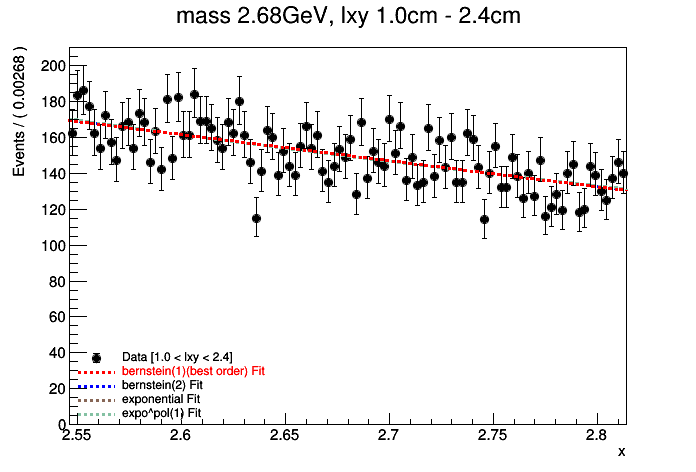 mass 2.68GeV, lxy 1.0cm - 2.4cm
Events / ( 0.00268 )
200
180
160
140
120
100
80
60
40
20
0
Data [1.0 < lxy < 2.4]
bernstein(1)(best order) Fit
bernstein(2) Fit
exponential Fit
expo^pol(1) Fit
2.55 2.6 2.65 2.7 2.75 2.8
x